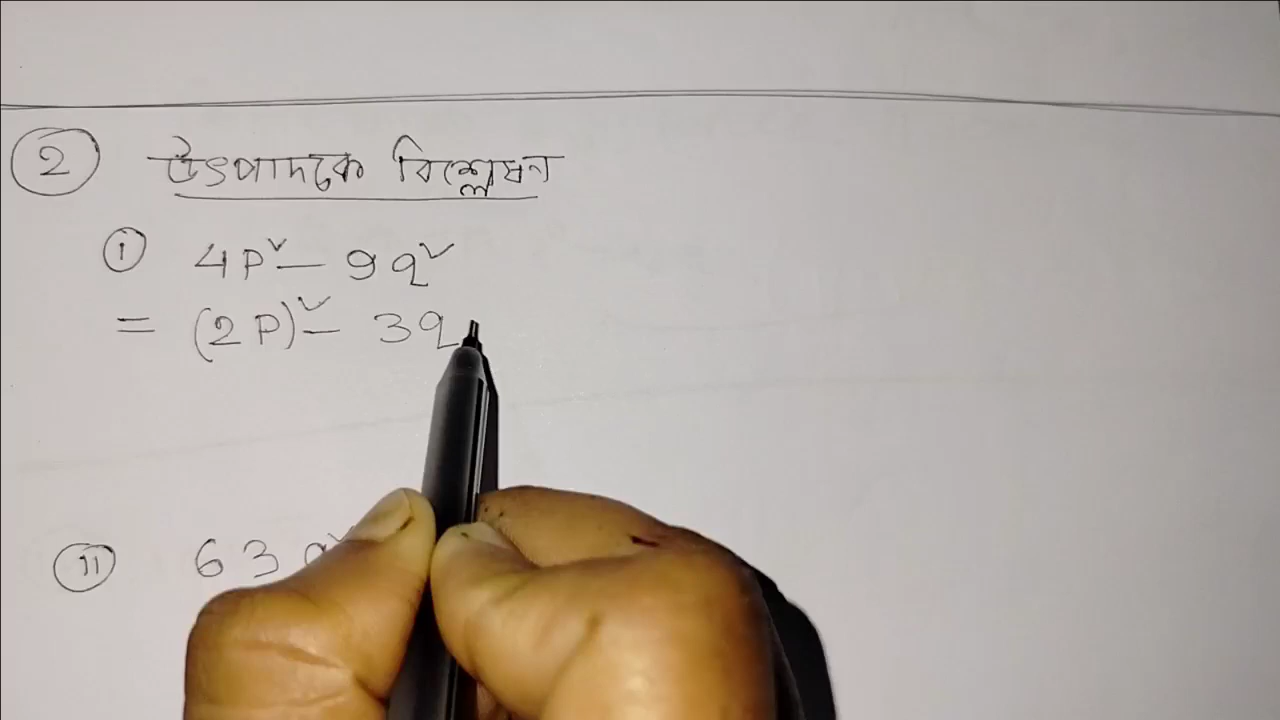 2 উৎপাদকে বিশ্লেষণ
i 4p² - 9q²
= (2p)² - 3q
ii 63